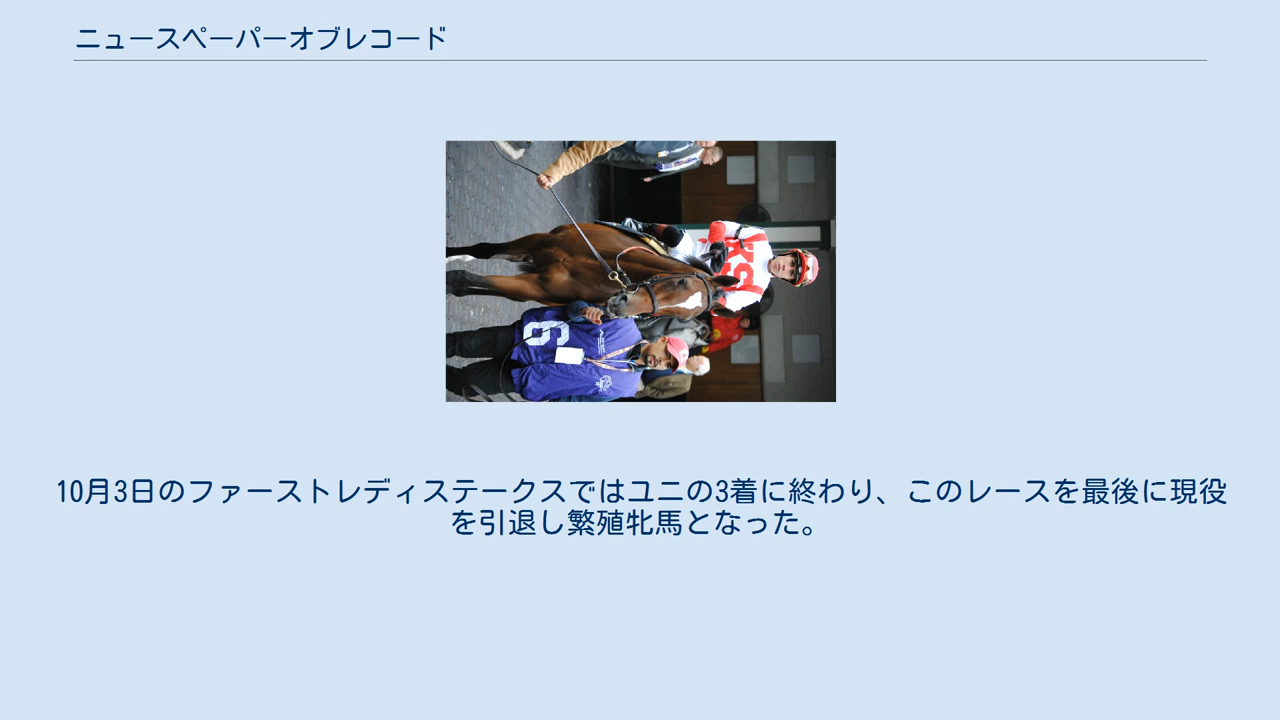 ニュースペーパーオブレコード
KSI
6
10月3日のファーストレディステークスではユニの3着に終わり、このレースを最後に現役
を引退し繁殖牝馬となった。